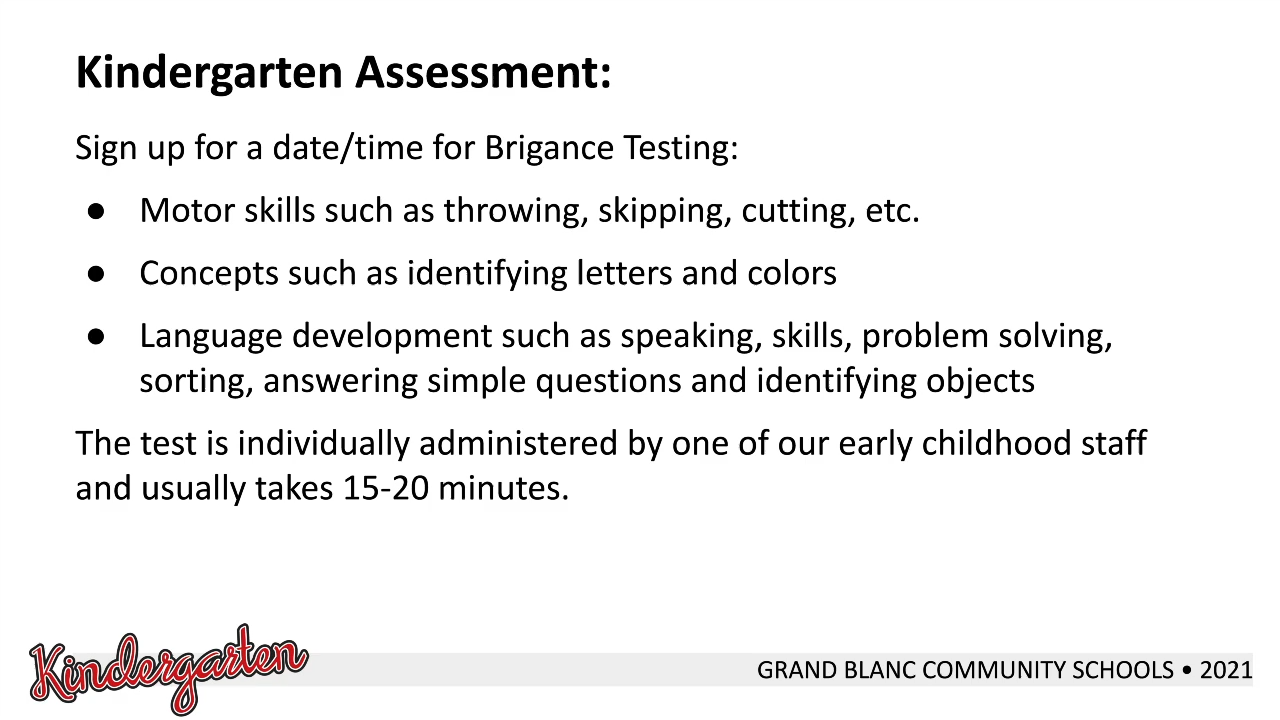 Kindergarten Assessment:
Sign up for a date/time for Brigance Testing:
● Motor skills such as throwing, skipping, cutting, etc.
● Concepts such as identifying letters and colors
● Language development such as speaking, skills, problem solving,
sorting, answering simple questions and identifying objects
The test is individually administered by one of our early childhood staff
and usually takes 15-20 minutes.
Kindergarten
GRAND BLANC COMMUNITY SCHOOLS • 2021